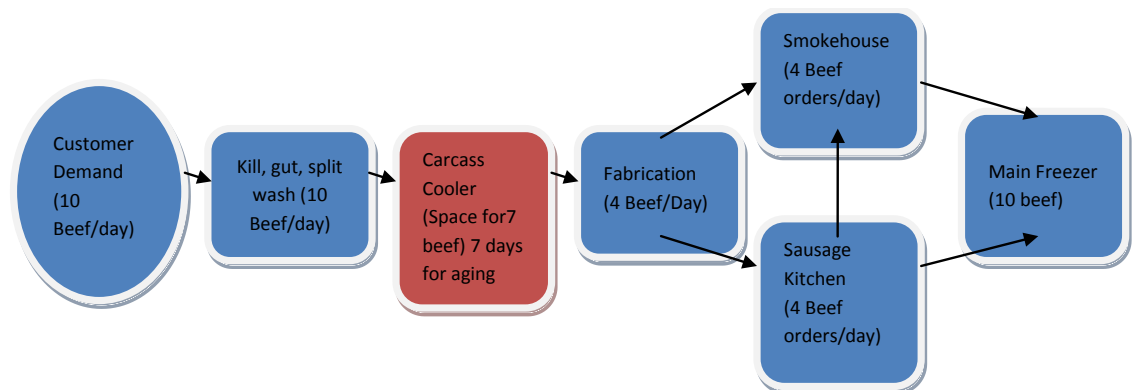 Customer
Demand
(10
Beef/day)
Kill, gut, split
wash (10
Beef/day)
Carcass
Cooler
(Space for7
beef) 7 days
for aging
Fabrication
(4 Beef/Day)
Smokehouse
(4 Beef
orders/day)
Sausage
Kitchen
(4 Beef
orders/day)
Main Freezer
(10 beef)